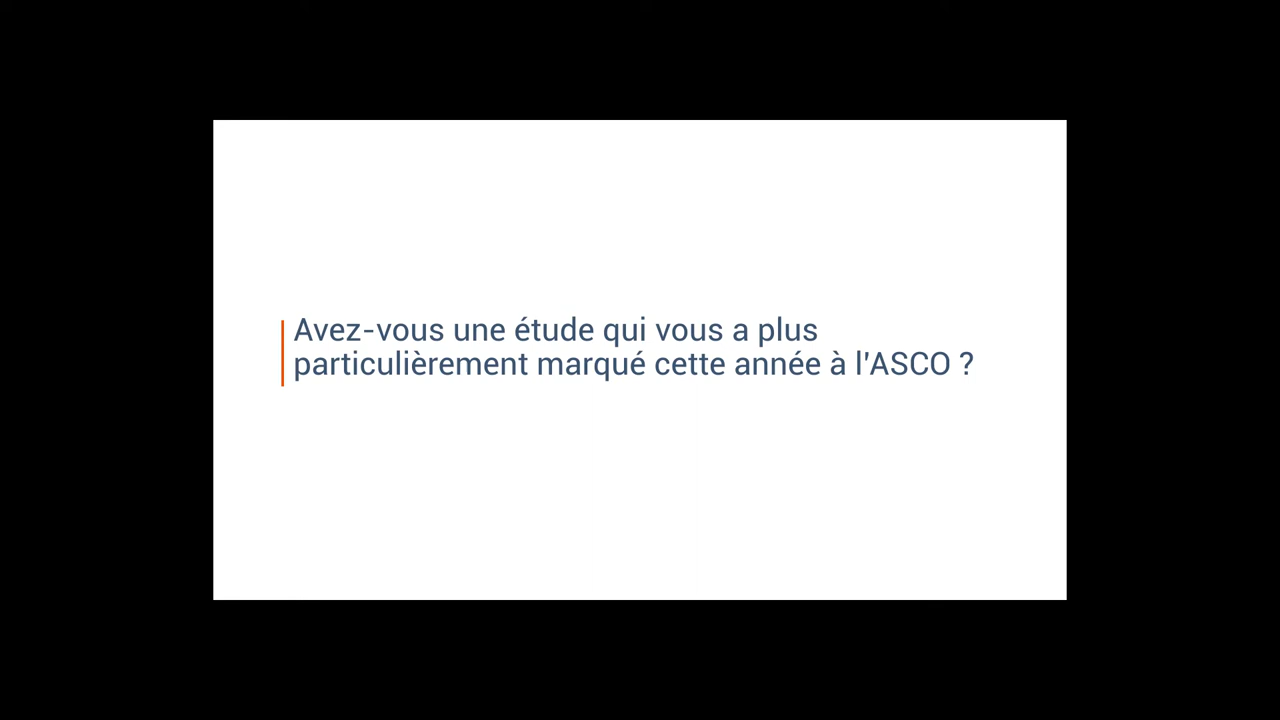 Avez-vous une étude qui vous a plus
particulièrement marqué cette année à l'ASCO ?